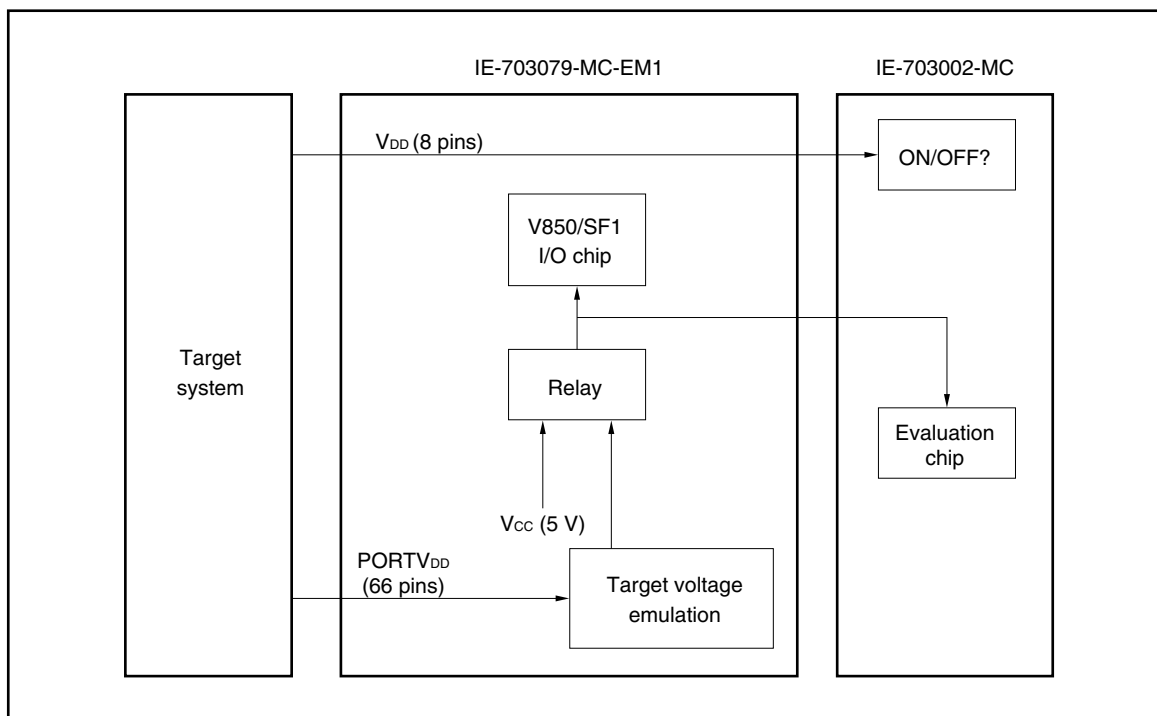 IE-703079-MC-EM1
IE-703002-MC
VDD (8 pins)
ON/OFF?
V850/SF1
I/O chip
Target
system
Relay
Evaluation
chip
VCC (5 V)
PORTVDD
(66 pins)
Target voltage
emulation